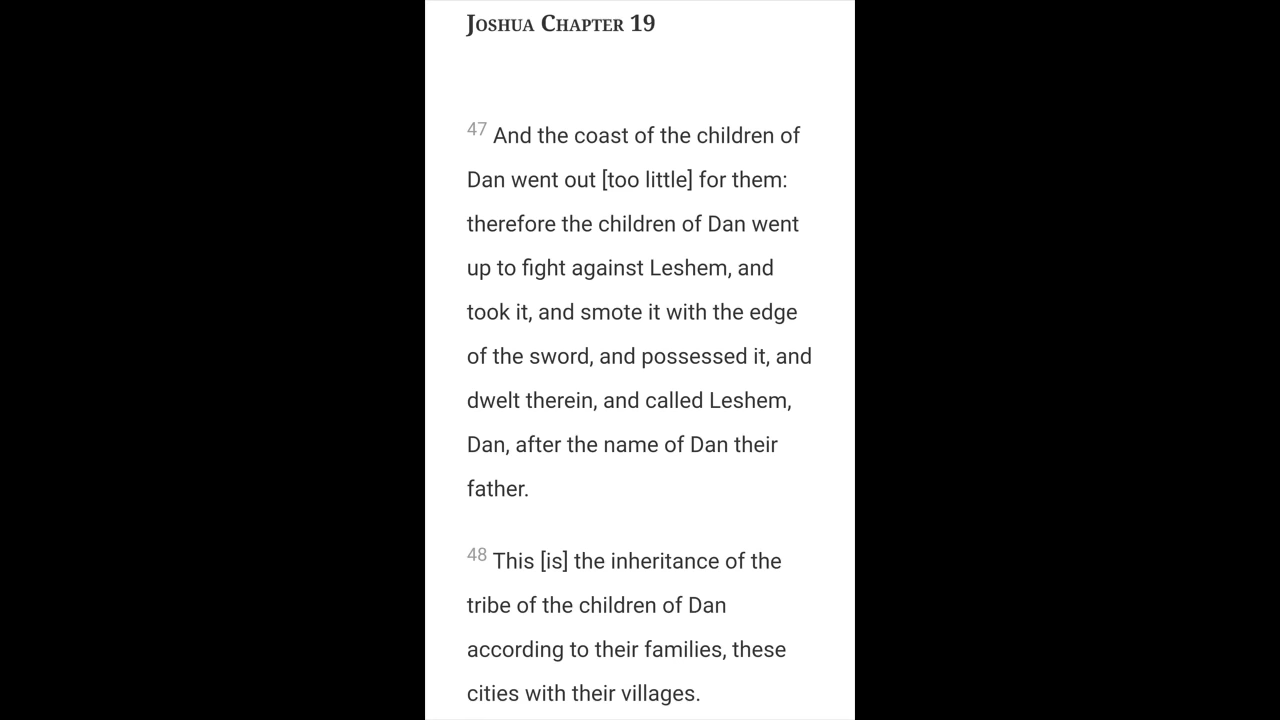 Joshua Chapter 19
47 And the coast of the children of
Dan went out [too little] for them:
therefore the children of Dan went
up to fight against Leshem, and
took it, and smote it with the edge
of the sword, and possessed it, and
dwelt therein, and called Leshem,
Dan, after the name of Dan their
father.
48 This [is] the inheritance of the
tribe of the children of Dan
according to their families, these
cities with their villages.